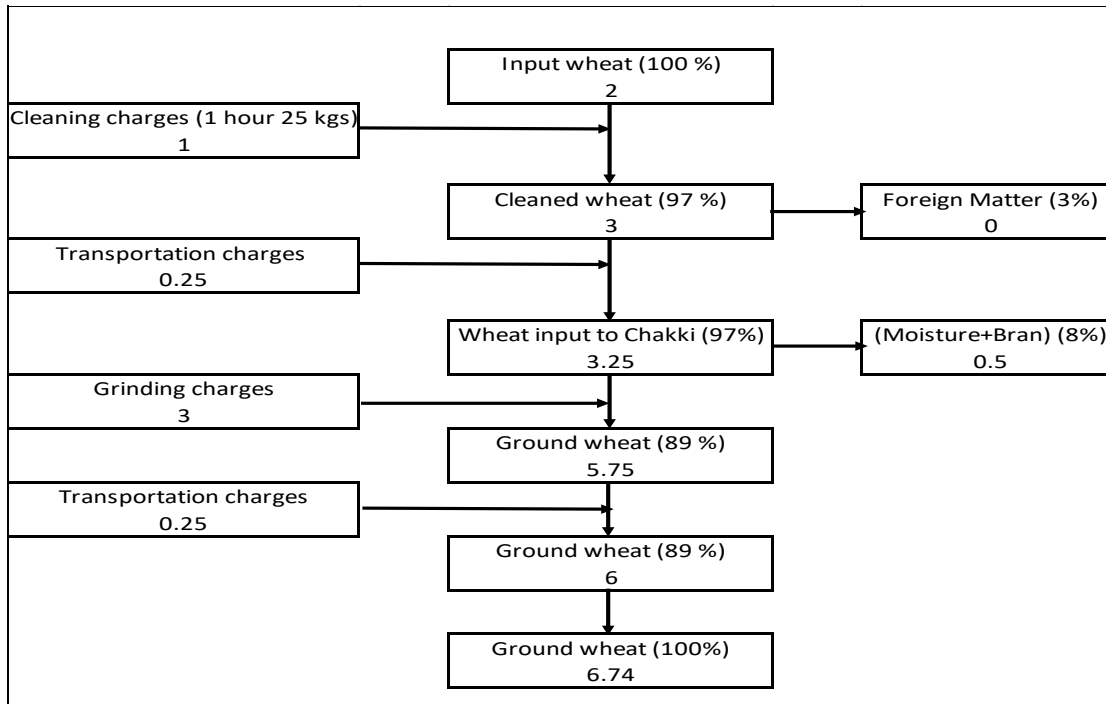 Input wheat (100 %)
2
Cleaning charges (1 hour 25 kgs)
1
Cleaned wheat (97 %)
3
Foreign Matter (3%)
0
Transportation charges
0.25
Wheat input to Chakki (97%)
3.25
(Moisture+Bran) (8%)
0.5
Grinding charges
3
Ground wheat (89 %)
5.75
Transportation charges
0.25
Ground wheat (89 %)
6
Ground wheat (100%)
6.74